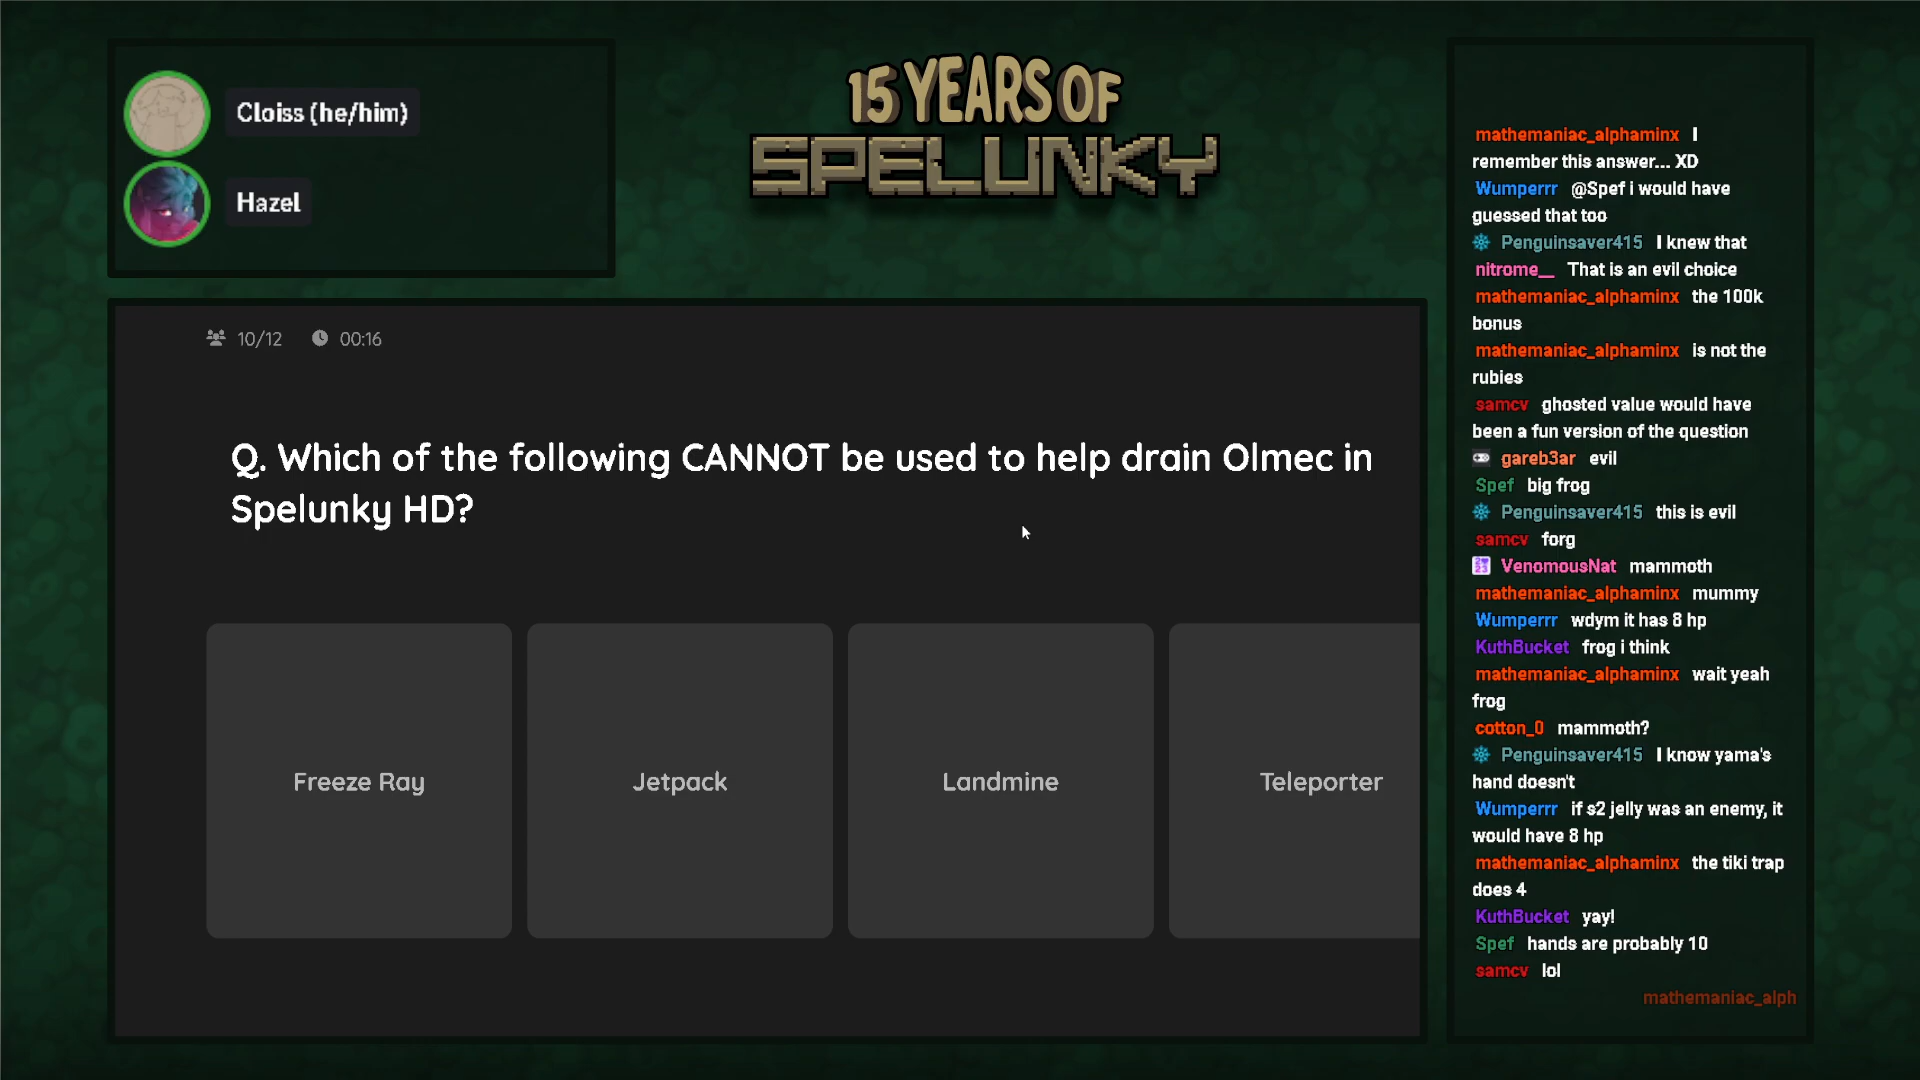 Cloiss (he/him)
Hazel
15 YEARS OF
SPELUNKY
10/12 00:16
Q. Which of the following CANNOT be used to help drain Olmec in
Spelunky HD?
Freeze Ray
Jetpack
Landmine
Teleporter
mathemaniac_alphaminx I
remember this answer... XD
Wumperrr @Spef i would have
guessed that too
Penguinsaver415 I knew that
nitrome__ That is an evil choice
mathemaniac_alphaminx the 100k
bonus
mathemaniac_alphaminx is not the
rubies
samcv ghosted value would have
been a fun version of the question
gareb3ar evil
Spef big frog
Penguinsaver415 this is evil
samcv forg
VenomousNat mammoth
mathemaniac_alphaminx mummy
Wumperrr wdym it has 8 hp
KuthBucket frog i think
mathemaniac_alphaminx wait yeah
frog
cotton_0 mammoth?
Penguinsaver415 I know yama's
hand doesn't
Wumperrr if s2 jelly was an enemy, it
would have 8 hp
mathemaniac_alphaminx the tiki trap
does 4
KuthBucket yay!
Spef hands are probably 10
samcv lol
mathemaniac_alph